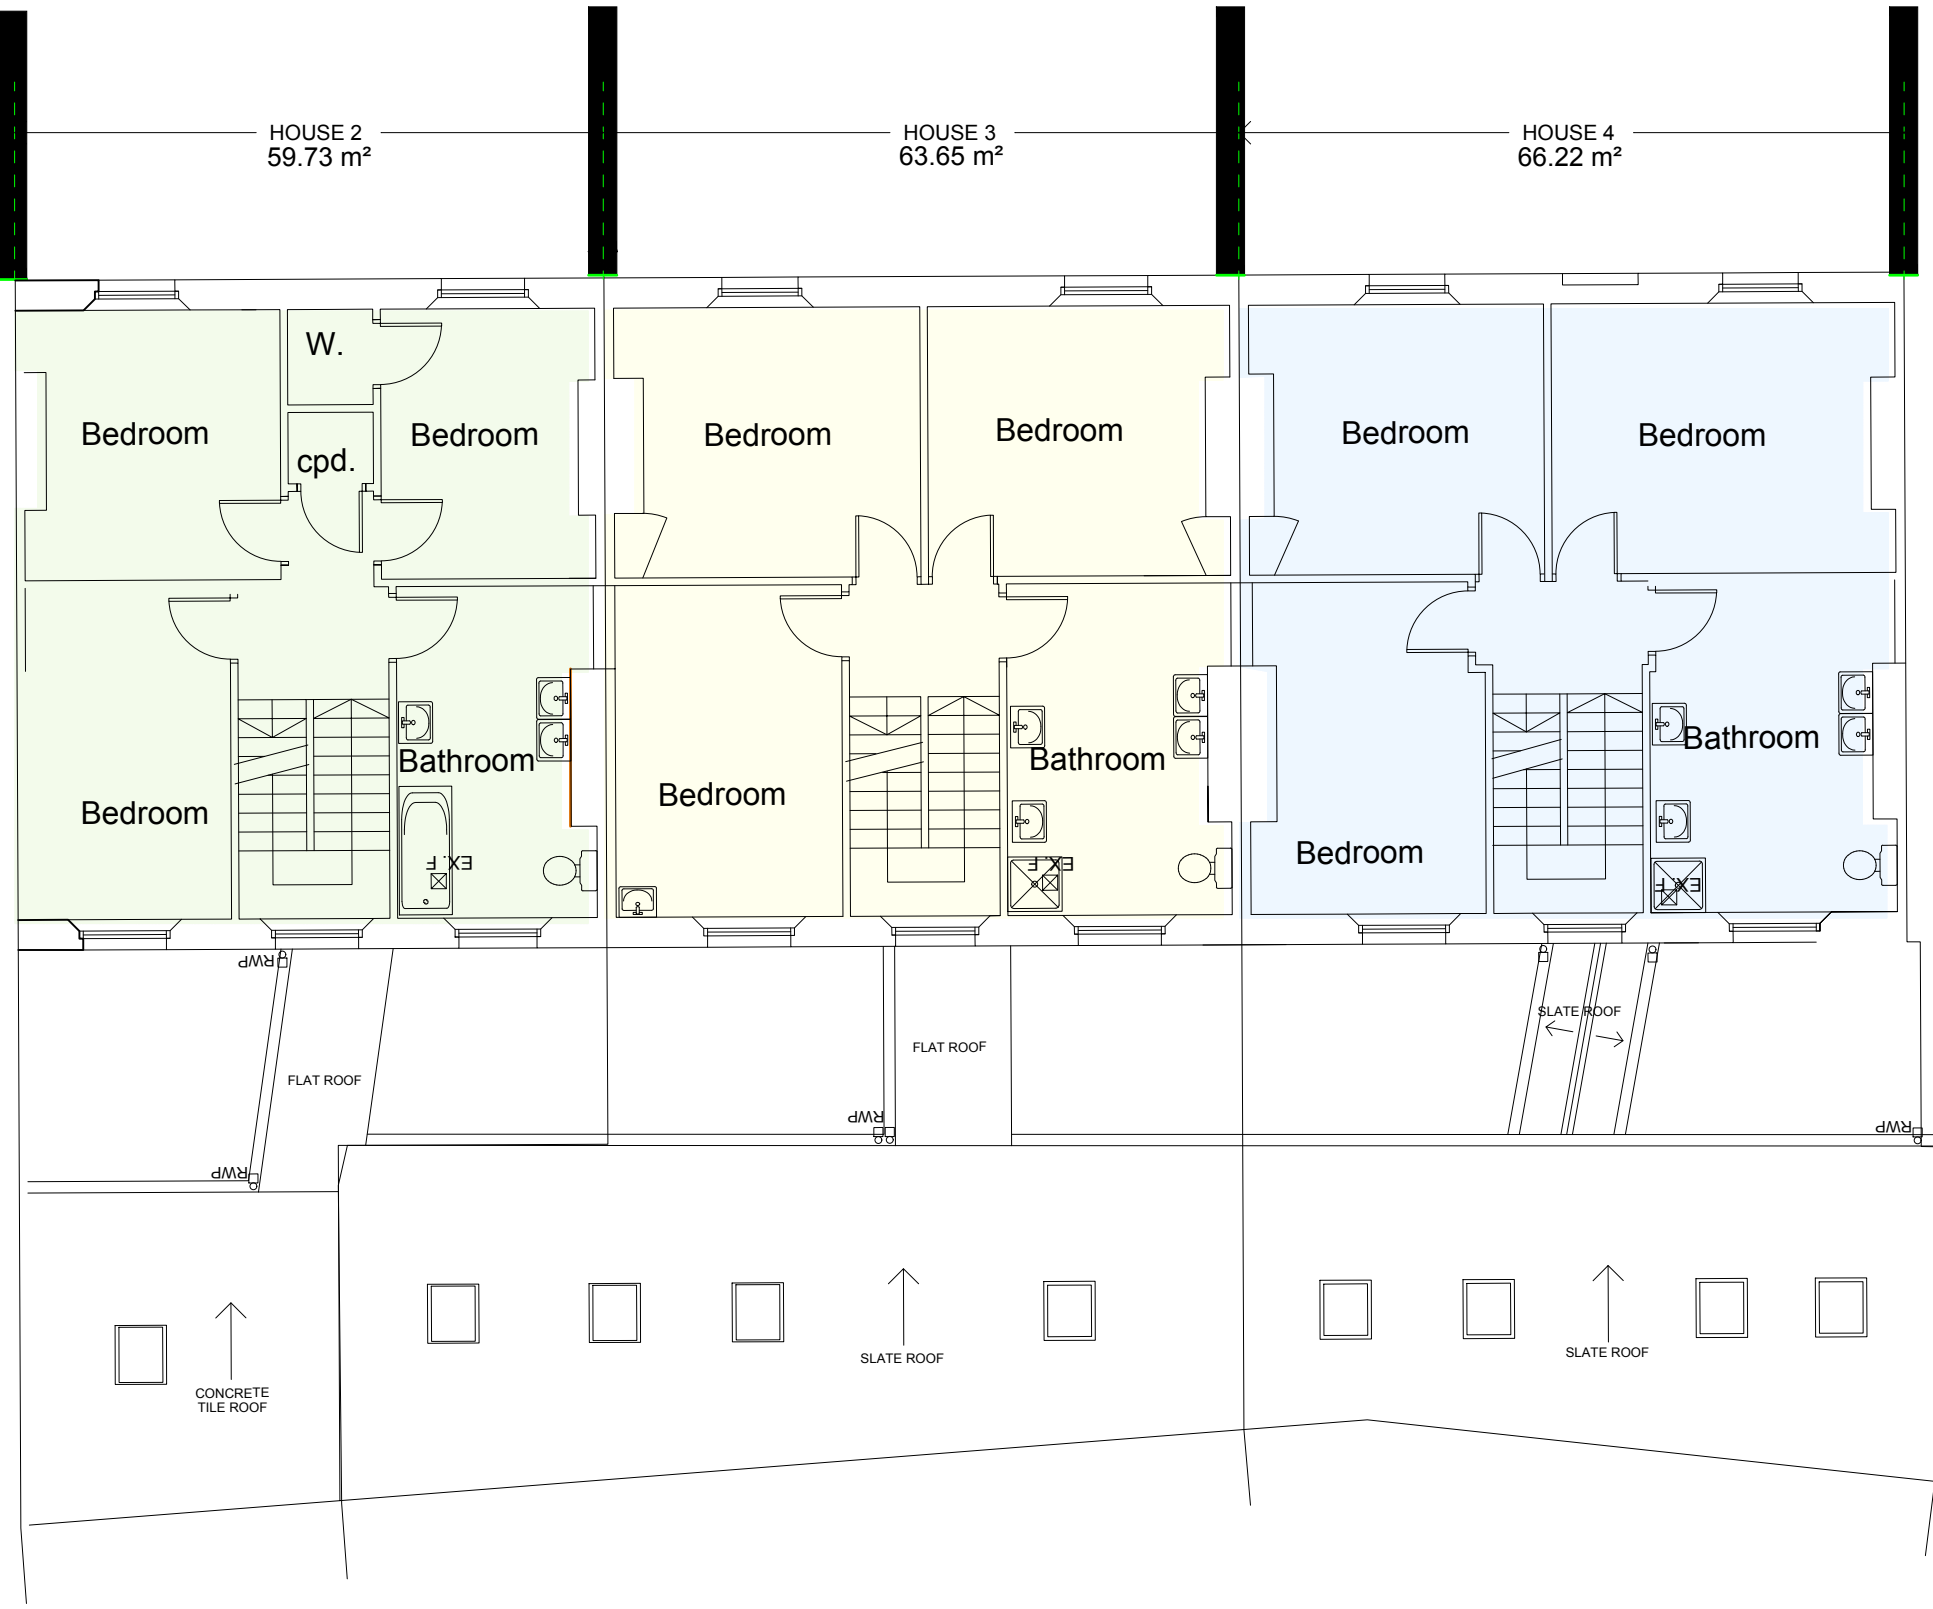 HOUSE 2
59.73 m²
HOUSE 3
63.65 m²
HOUSE 4
66.22 m²
W.
Bedroom
cpd.
Bedroom
Bedroom
Bedroom
Bedroom
Bedroom
Bedroom
Bathroom
EX. F
Bedroom
Bathroom
EX. F
Bedroom
Bathroom
EX. F
RWP
FLAT ROOF
RWP
FLAT ROOF
RWP
SLATE ROOF
RWP
CONCRETE
TILE ROOF
SLATE ROOF
SLATE ROOF